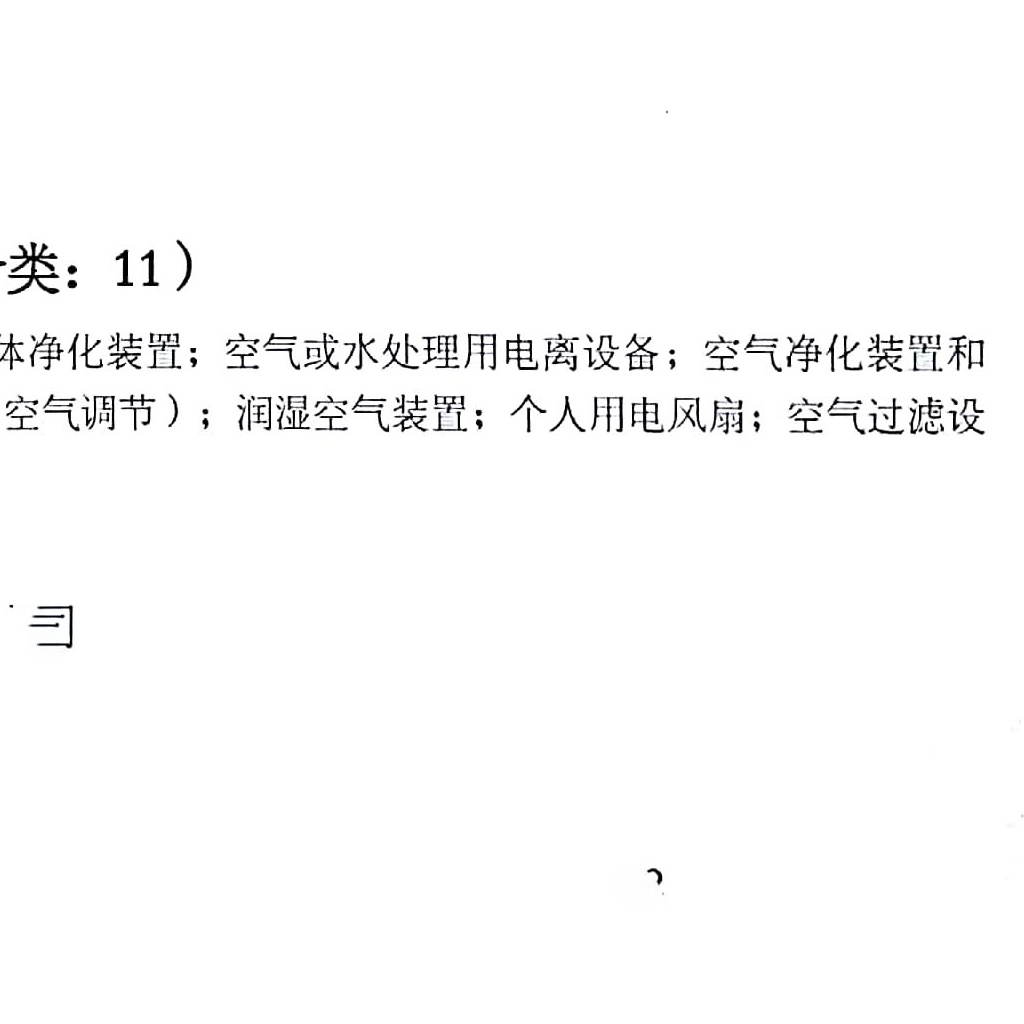 类：11）
体净化装置；空气或水处理用电离设备；空气净化装置和
空气调节）；润湿空气装置；个人用电风扇；空气过滤设
司